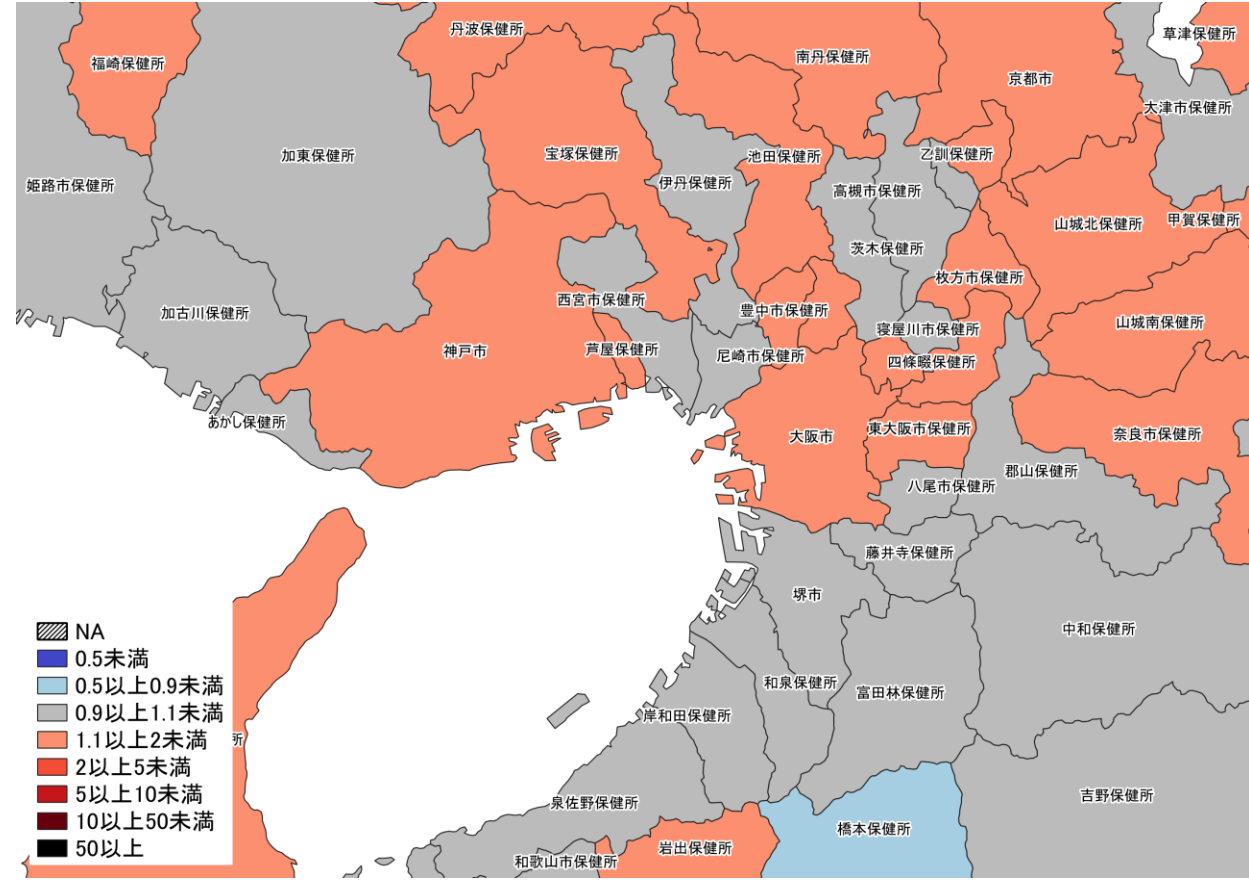 丹波保健所
草津保健所
福崎保健所
南丹保健所
京都市
大津市保健所
加東保健所
宝塚保健所
池田保健所
乙訓保健所
姫路市保健所
伊丹保健所
高槻市保健所
山城北保健所
甲賀保健所
茨木保健所
枚方市保健所
西宮市保健所
加古川保健所
豊中市保健所
山城南保健所
寝屋川市保健所
神戸市
芦屋保健所
尼崎市保健所
四條畷保健所
あかし保健所
大阪市
東大阪市保健所
奈良市保健所
郡山保健所
八尾市保健所
藤井寺保健所
堺市
中和保健所
和泉保健所
富田林保健所
岸和田保健所
所
泉佐野保健所
吉野保健所
橋本保健所
岩出保健所
和歌山市保健所
NA
0.5未満
0.5以上0.9未満
0.9以上1.1未満
1.1以上2未満
2以上5未満
5以上10未満
10以上50未満
50以上